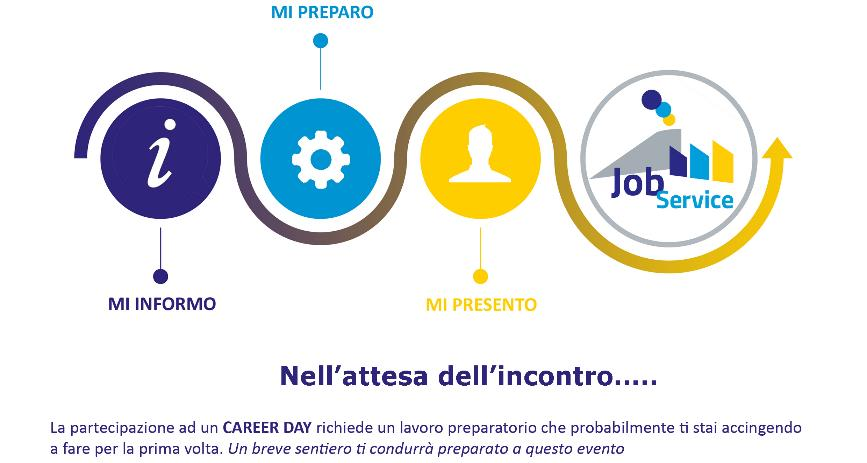 MI PREPARO
i
Job
Service
MI INFORMO
MI PRESENTO
Nell'attesa dell'incontro.....
La partecipazione ad un CAREER DAY richiede un lavoro preparatorio che probabilmente ti stai accingendo
a fare per la prima volta. Un breve sentiero ti condurrà preparato a questo evento